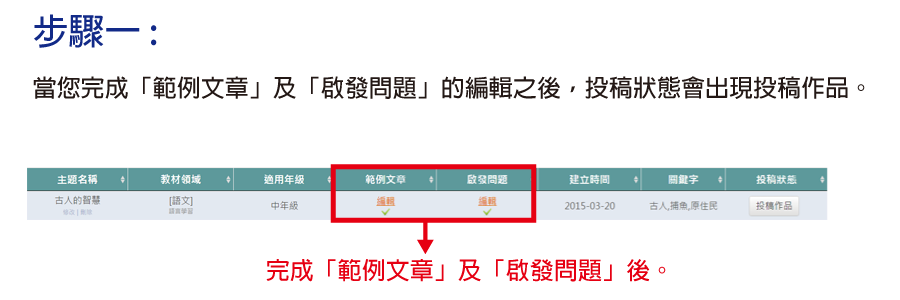 步驟一：
當您完成「範例文章」及「啟發問題」的編輯之後，投稿狀態會出現投稿作品。
主題名稱 教材領域 適用年級 範例文章 啟發問題 建立時間 關鍵字 投稿狀態
古人的智慧 [語文] 中年級 編輯 編輯 2015-03-20 古人,捕魚,原住民 投稿作品
修改 | 刪除 語言學習
完成「範例文章」及「啟發問題」後。